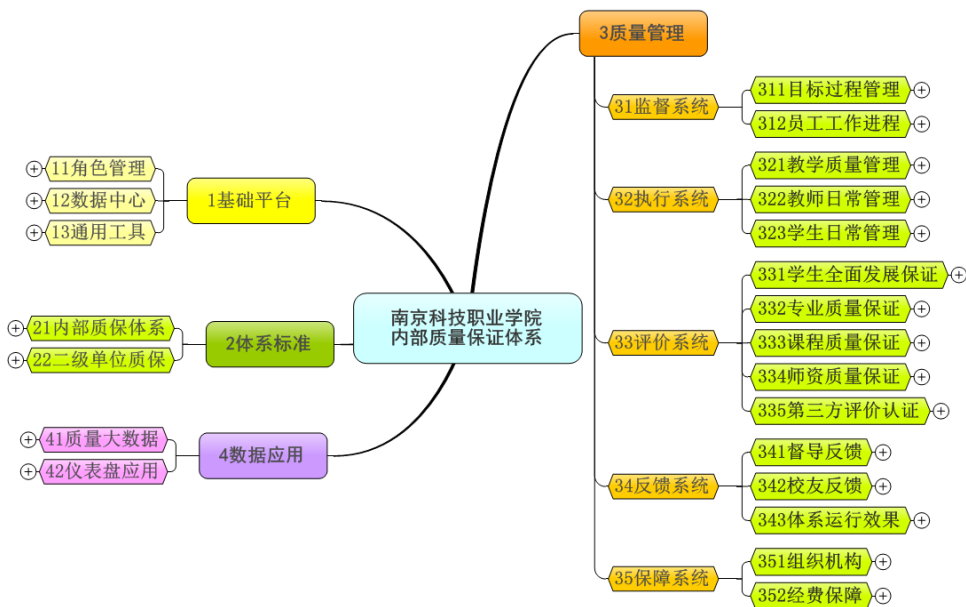 南京科技职业学院
内部质量保证体系
1基础平台
11角色管理
12数据中心
13通用工具
2体系标准
21内部质保体系
22二级单位质保
3质量管理
31监督系统
311目标过程管理
312员工工作进程
32执行系统
321教学质量管理
322教师日常管理
323学生日常管理
33评价系统
331学生全面发展保证
332专业质量保证
333课程质量保证
334师资质量保证
335第三方评价认证
34反馈系统
341督导反馈
342校友反馈
343体系运行效果
35保障系统
351组织机构
352经费保障
4数据应用
41质量大数据
42仪表盘应用